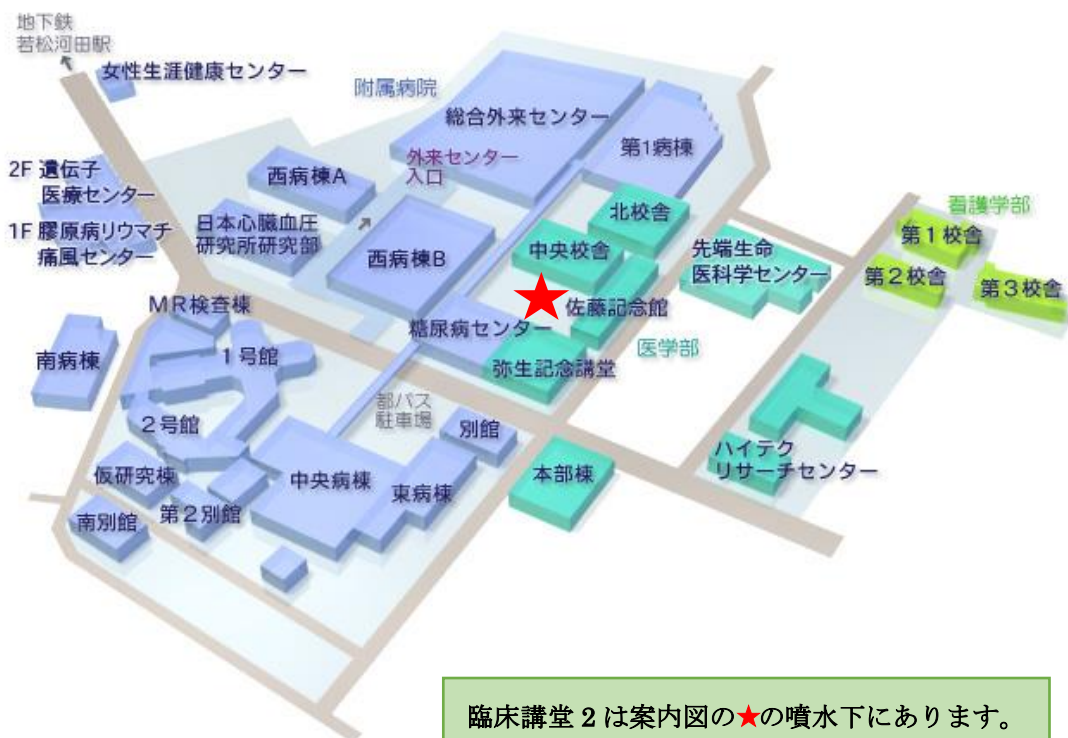 地下鉄
若松河田駅
女性生涯健康センター
附属病院
総合外来センター
第1病棟
外来センター
入口
2F 遺伝子
医療センター
西病棟A
北校舎
看護学部
1F 膠原病リウマチ
痛風センター
日本心臓血圧
研究所研究部
西病棟B
中央校舎
先端生命
医科学センター
第１校舎
第２校舎
第３校舎
ＭＲ検査棟
糖尿病センター
佐藤記念館
医学部
南病棟
１号館
弥生記念講堂
都バス
駐車場
２号館
別館
ハイテク
リサーチセンター
仮研究棟
中央病棟
東病棟
本部棟
南別館
第２別館
臨床講堂 2 は案内図の★の噴水下にあります。